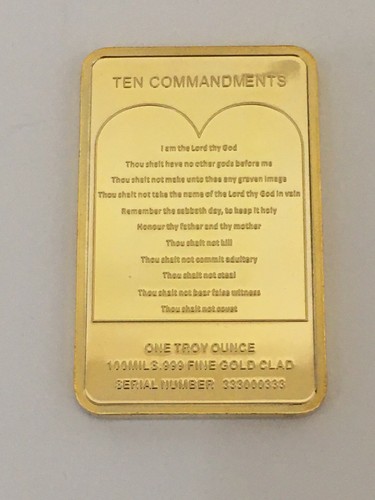 TEN COMMANDMENTS
I am the Lord thy God
Thou shalt have no other gods before me
Thou shalt not make unto thee any graven image
Thou shalt not take the name of the Lord thy God in vain
Remember the sabbath day, to keep it holy
Honour thy father and thy mother
Thou shalt not kill
Thou shalt not commit adultary
Thou shalt not steal
Thou shalt not bear false witness
Thou shalt not covet
ONE TROY OUNCE
100MILS.999 FINE GOLD CLAD
SERIAL NUMBER 333000333